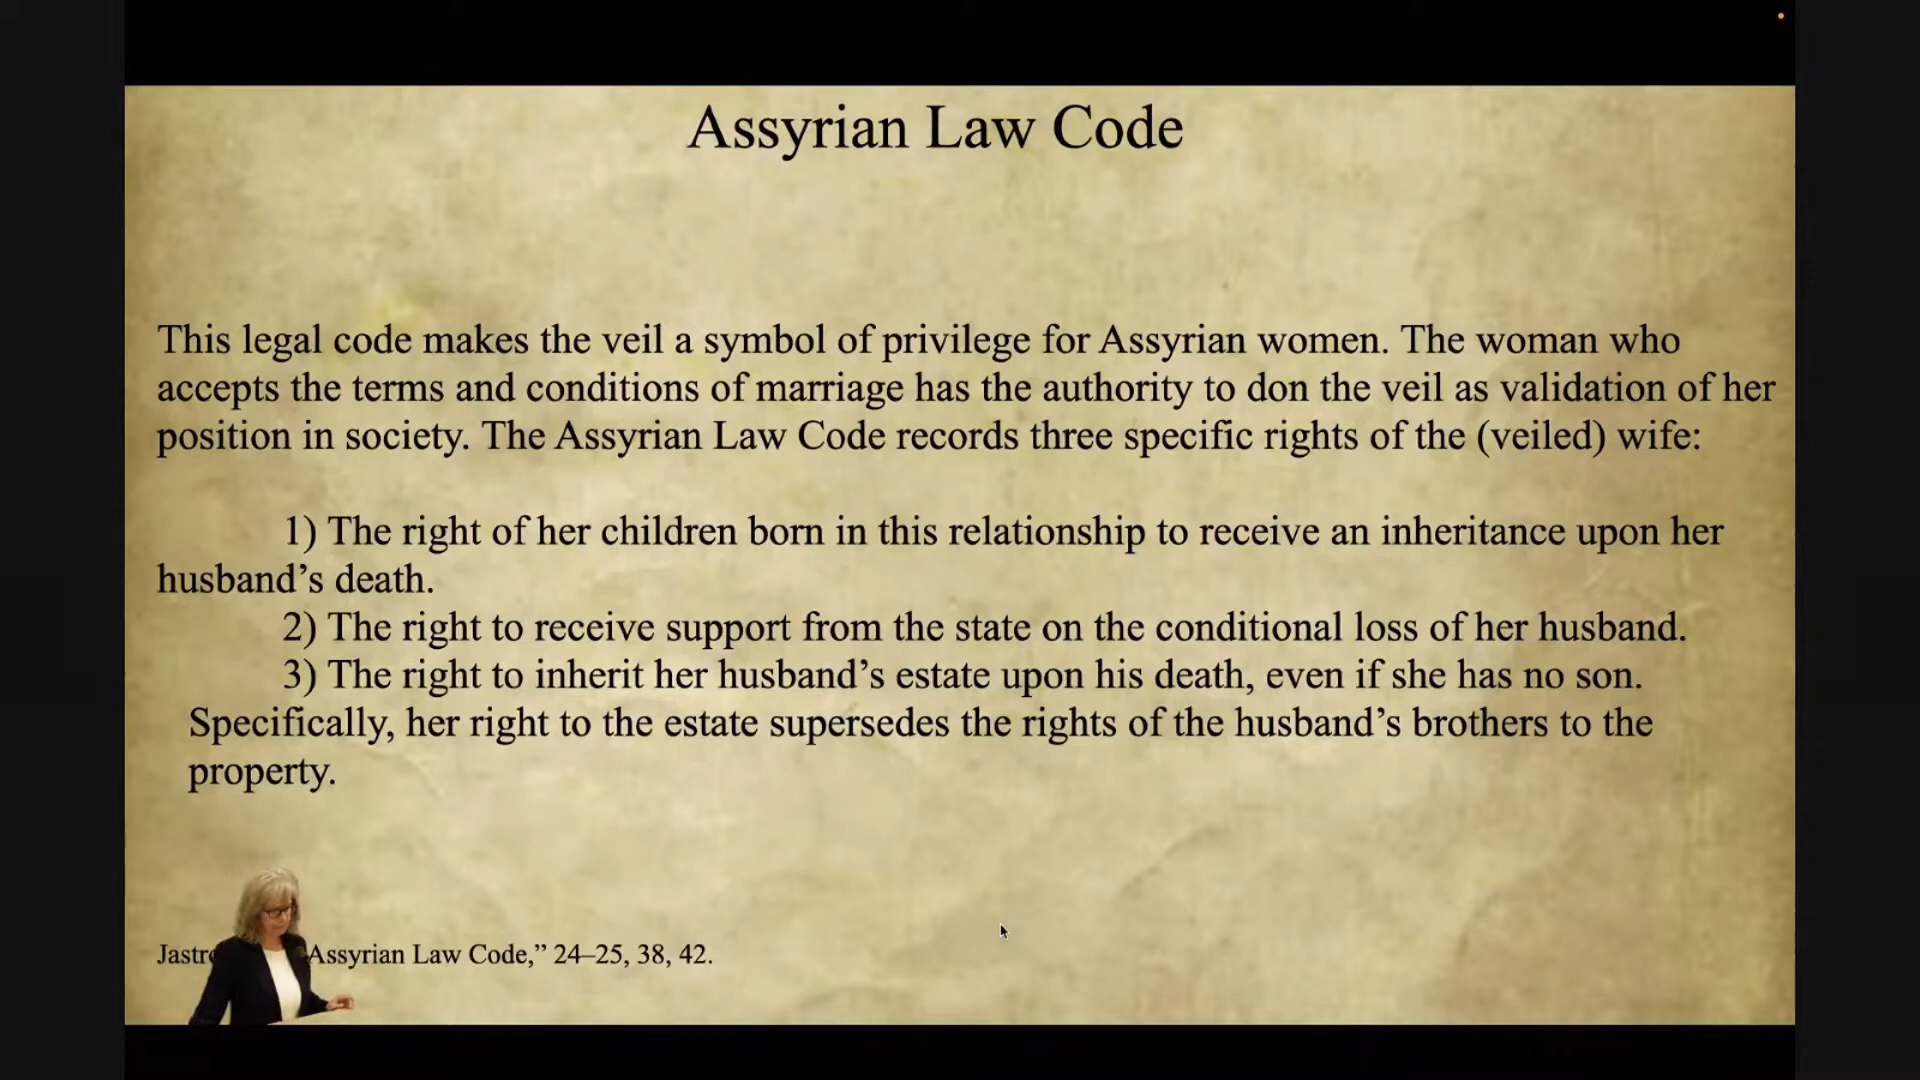 Assyrian Law Code
This legal code makes the veil a symbol of privilege for Assyrian women. The woman who
accepts the terms and conditions of marriage has the authority to don the veil as validation of her
position in society. The Assyrian Law Code records three specific rights of the (veiled) wife:
1) The right of her children born in this relationship to receive an inheritance upon her
husband’s death.
2) The right to receive support from the state on the conditional loss of her husband.
3) The right to inherit her husband’s estate upon his death, even if she has no son.
Specifically, her right to the estate supersedes the rights of the husband’s brothers to the
property.
Assyrian Law Code,” 24–25, 38, 42.